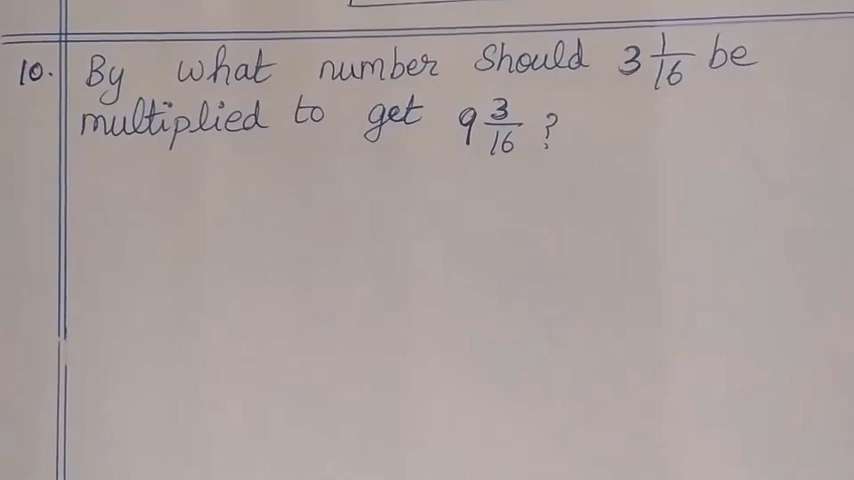 10. By what number should 3 1/16 be
multiplied to get 9 3/16 ?